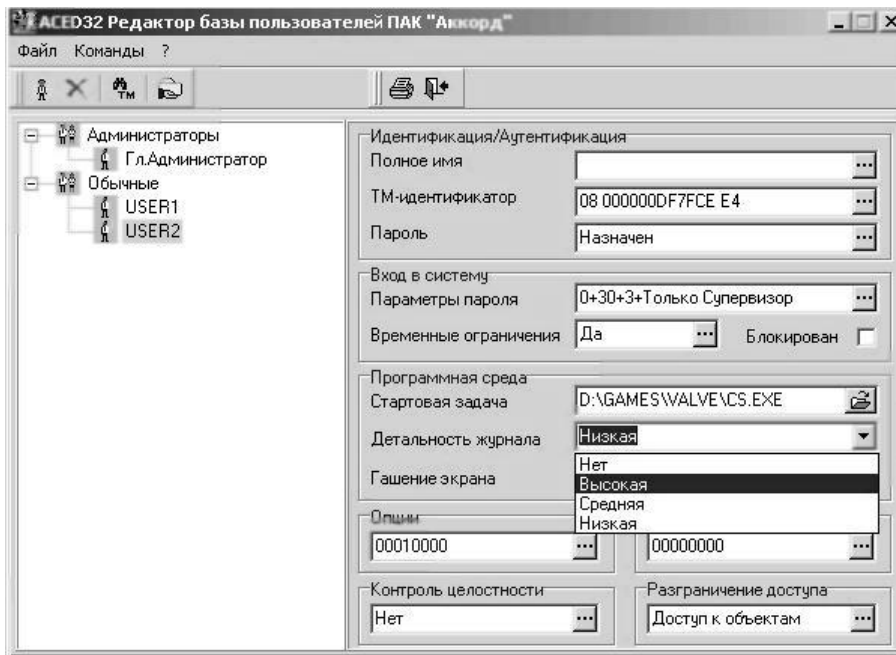 ACED32 Редактор базы пользователей ПАК "Аккорд"
Файл Команды ?
ТМ
Администраторы
Гл.Администратор
Обычные
USER1
USER2
Идентификация/Аутентификация
Полное имя
ТМ-идентификатор 08 000000DF7FCE E4
Пароль Назначен
Вход в систему
Параметры пароля 0+30+3+Только Супервизор
Временные ограничения Да Блокирован
Программная среда
Стартовая задача D:\GAMES\VALVE\CS.EXE
Детальность журнала Низкая
Нет
Гашение экрана Высокая
Средняя
Низкая
Опции
00010000 00000000
Контроль целостности Разграничение доступа
Нет Доступ к объектам